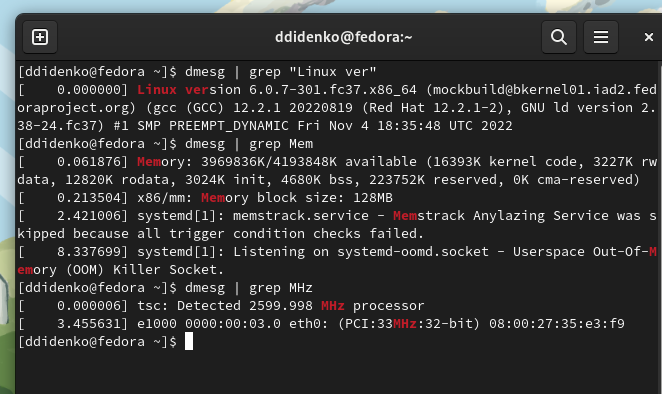 ddidenko@fedora:~
[ddidenko@fedora ~]$ dmesg | grep "Linux ver"
[    0.000000] Linux version 6.0.7-301.fc37.x86_64 (mockbuild@bkernel01.iad2.fed
oraproject.org) (gcc (GCC) 12.2.1 20220819 (Red Hat 12.2.1-2), GNU ld version 2.
38-24.fc37) #1 SMP PREEMPT_DYNAMIC Fri Nov 4 18:35:48 UTC 2022
[ddidenko@fedora ~]$ dmesg | grep Mem
[    0.061876] Memory: 3969836K/4193848K available (16393K kernel code, 3227K rw
data, 12820K rodata, 3024K init, 4680K bss, 223752K reserved, 0K cma-reserved)
[    0.213504] x86/mm: Memory block size: 128MB
[    2.421006] systemd[1]: memstrack.service - Memstrack Anylazing Service was s
kipped because all trigger condition checks failed.
[    8.337699] systemd[1]: Listening on systemd-oomd.socket - Userspace Out-Of-M
emory (OOM) Killer Socket.
[ddidenko@fedora ~]$ dmesg | grep MHz
[    0.000006] tsc: Detected 2599.998 MHz processor
[    3.455631] e1000 0000:00:03.0 eth0: (PCI:33MHz:32-bit) 08:00:27:35:e3:f9
[ddidenko@fedora ~]$